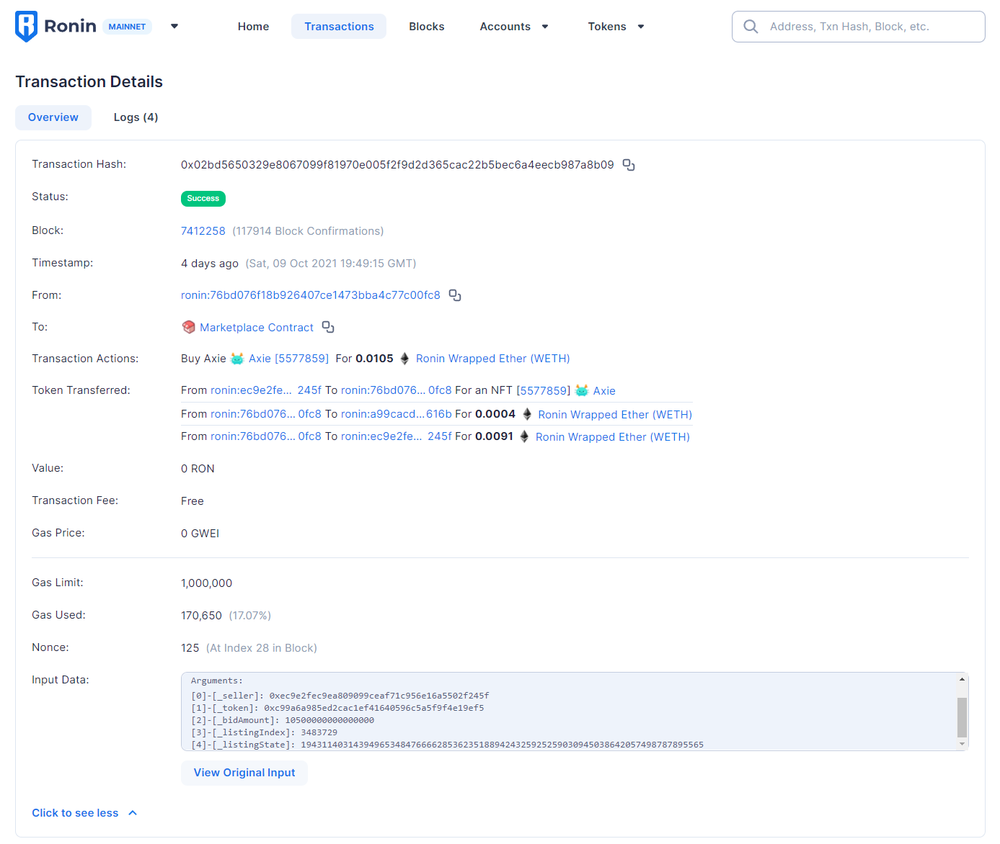 Ronin MAINNET Home Transactions Blocks Accounts Tokens Address, Txn Hash, Block, etc.
Transaction Details
Overview Logs (4)
Transaction Hash: 0x02bd5650329e8067099f81970e005f2f9d2d365cac22b5bec6a4eecb987a8b09
Status: Success
Block: 7412258 (117914 Block Confirmations)
Timestamp: 4 days ago (Sat, 09 Oct 2021 19:49:15 GMT)
From: ronin:76bd076f18b926407ce1473bba4c77c00fc8
To: Marketplace Contract
Transaction Actions: Buy Axie Axie [5577859] For 0.0105 Ronin Wrapped Ether (WETH)
Token Transferred: From ronin:ec9e2fe... 245f To ronin:76bd076... 0fc8 For an NFT [5577859] Axie
From ronin:76bd076... 0fc8 To ronin:a99cacd...616b For 0.0004 Ronin Wrapped Ether (WETH)
From ronin:76bd076... 0fc8 To ronin:ec9e2fe... 245f For 0.0091 Ronin Wrapped Ether (WETH)
Value: 0 RON
Transaction Fee: Free
Gas Price: 0 GWEI
Gas Limit: 1,000,000
Gas Used: 170,650 (17.07%)
Nonce: 125 (At Index 28 in Block)
Input Data: Arguments:
[0]-[_seller]: 0xec9e2fec9ea809099ceaf71c956e16a5502f245f
[1]-[_token]: 0xc99a6a985ed2cac1ef41640596c5a5f9f4e19ef5
[2]-[_bidAmount]: 10500000000000000
[3]-[_listingIndex]: 3483729
[4]-[_listingState]: 19431140314394965348476666285362351889424325925259030945038642057498787895565
View Original Input
Click to see less